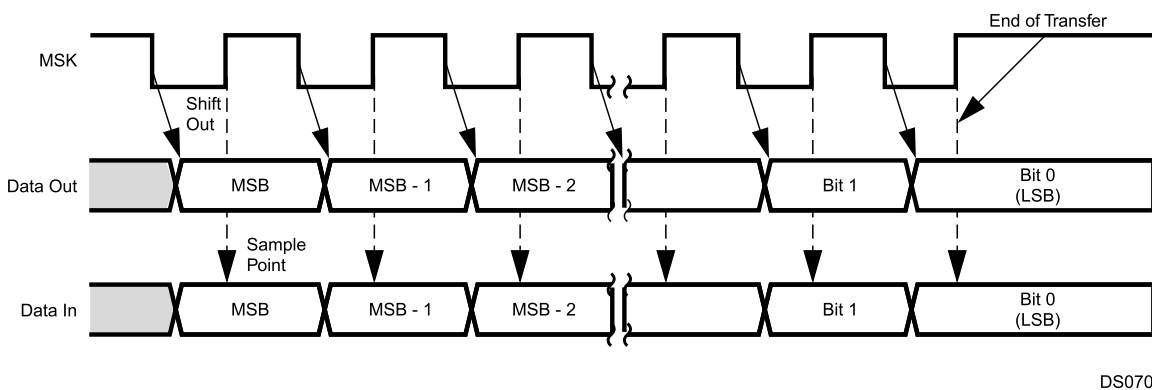 End of Transfer
MSK
Shift
Out
Data Out
MSB
MSB - 1
MSB - 2
Bit 1
Bit 0
(LSB)
Sample
Point
Data In
MSB
MSB - 1
MSB - 2
Bit 1
Bit 0
(LSB)
DS070